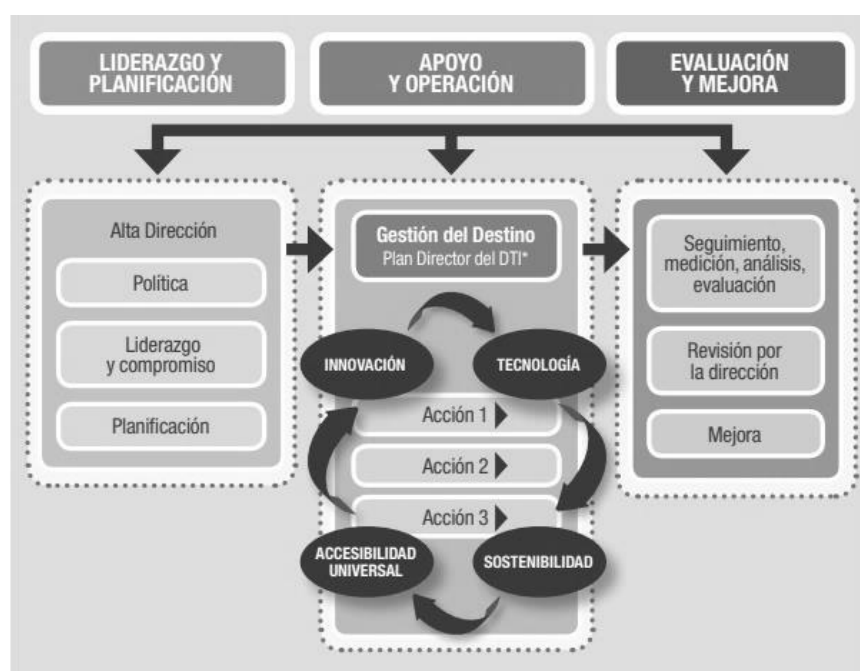 LIDERAZGO Y
PLANIFICACIÓN
APOYO
Y OPERACIÓN
EVALUACIÓN
Y MEJORA
Alta Dirección
Política
Liderazgo
y compromiso
Planificación
Gestión del Destino
Plan Director del DTI*
INNOVACIÓN
TECNOLOGÍA
Acción 1
Acción 2
Acción 3
ACCESIBILIDAD
UNIVERSAL
SOSTENIBILIDAD
Seguimiento,
medición, análisis,
evaluación
Revisión por
la dirección
Mejora